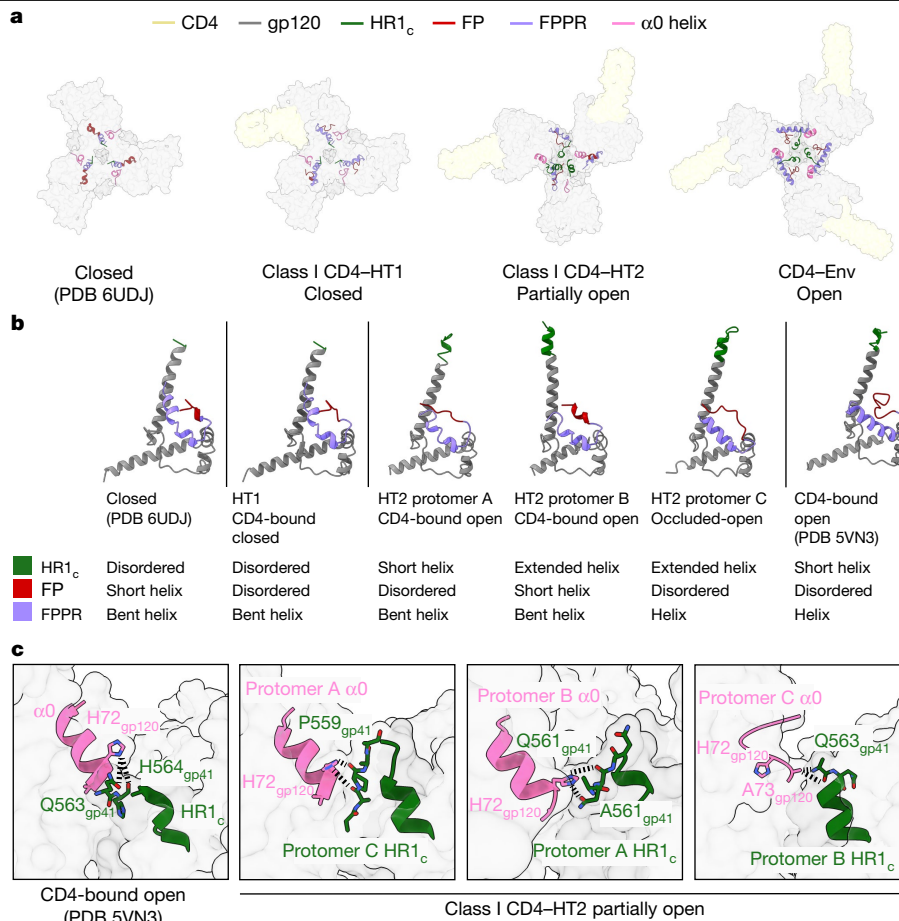 a
CD4 gp120 HR1c FP FPPR α0 helix
Closed
(PDB 6UDJ)
Class I CD4–HT1
Closed
Class I CD4–HT2
Partially open
CD4–Env
Open
b
Closed
(PDB 6UDJ)
HT1
CD4-bound
closed
HT2 protomer A
CD4-bound open
HT2 protomer B
CD4-bound open
HT2 protomer C
Occluded-open
CD4-bound
open
(PDB 5VN3)
HR1c Disordered Disordered Short helix Extended helix Extended helix Short helix
FP Short helix Disordered Disordered Short helix Disordered Disordered
FPPR Bent helix Bent helix Bent helix Bent helix Helix Helix
c
α0
H72gp120
H564gp41
Q563gp41
HR1c
CD4-bound open
(PDB 5VN3)
Protomer A α0
P559gp41
H72gp120
Protomer C HR1c
Protomer B α0
Q561gp41
H72gp120
A561gp41
Protomer A HR1c
Protomer C α0
H72gp120
Q563gp41
A73gp120
Protomer B HR1c
Class I CD4–HT2 partially open